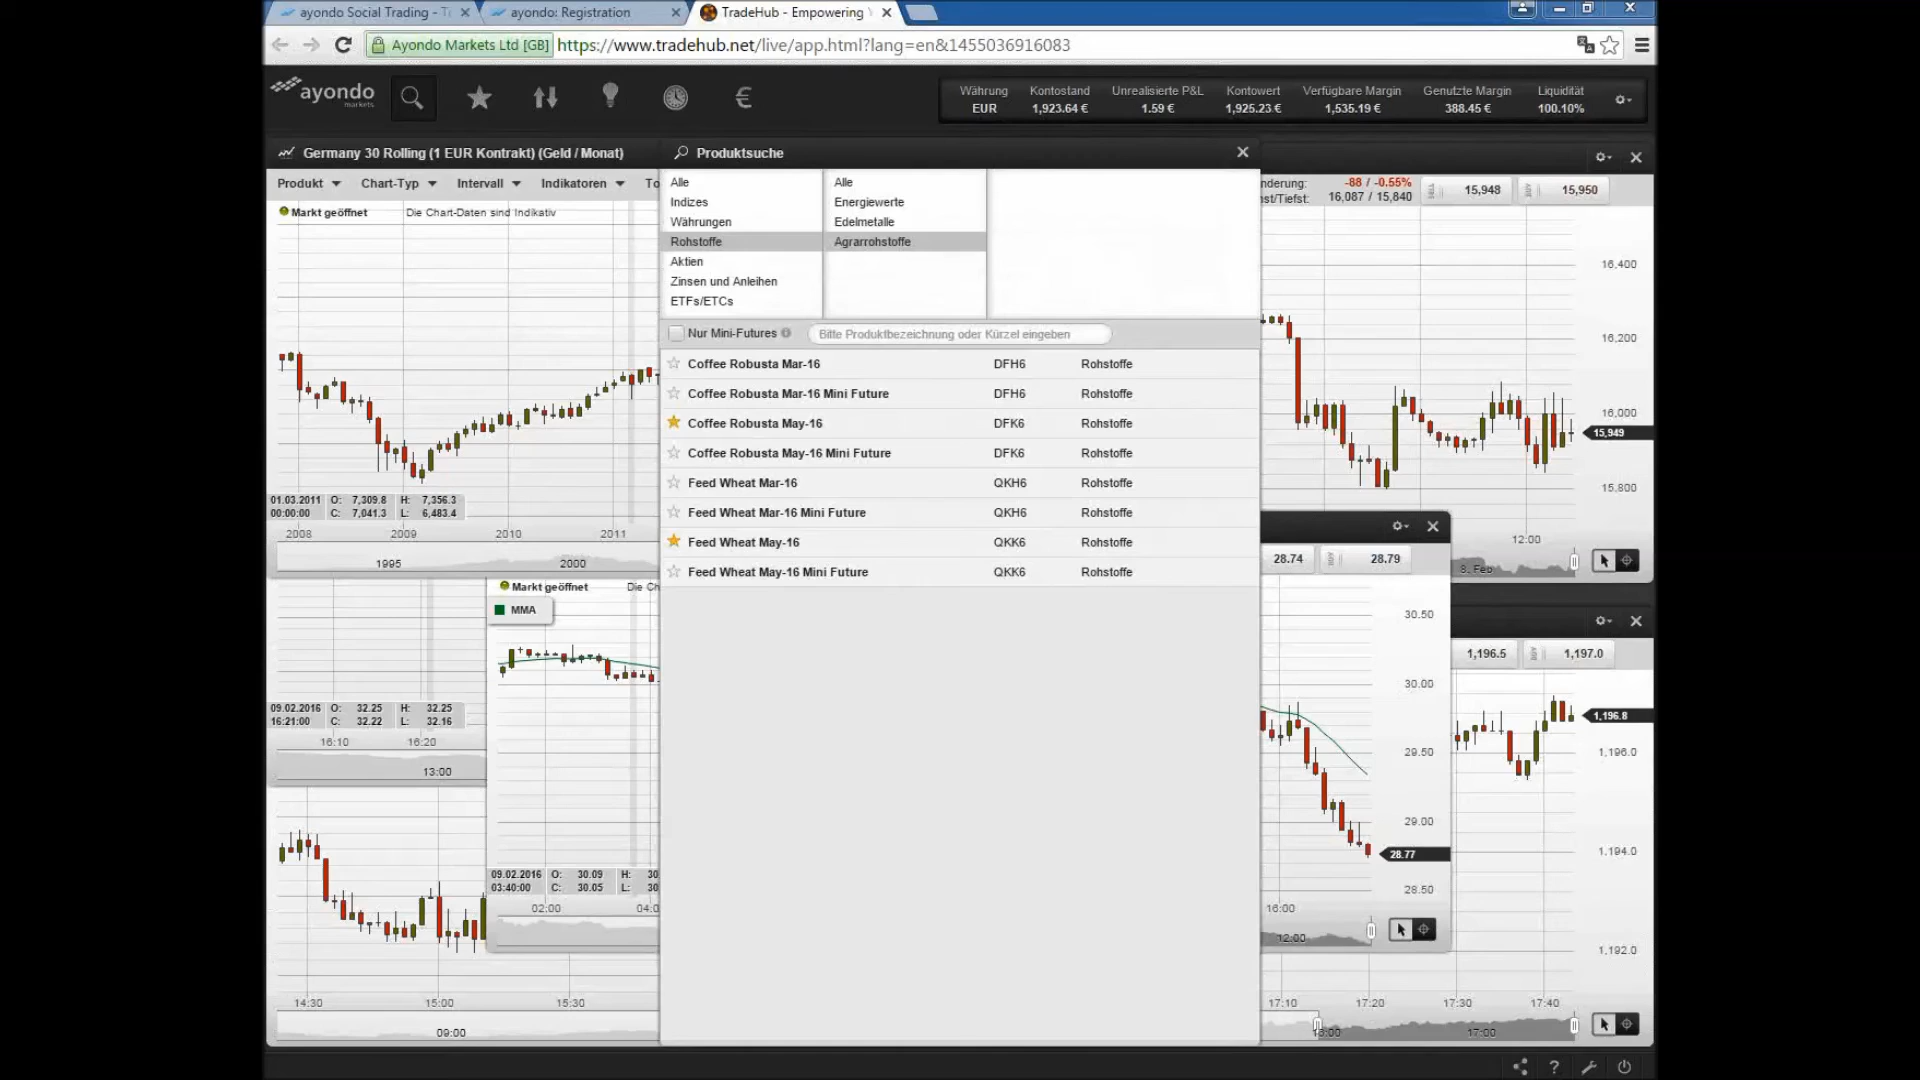 ayondo Social Trading - T
ayondo: Registration
TradeHub - Empowering
Ayondo Markets Ltd [GB]
https://www.tradehub.net/live/app.html?lang=en&1455036916083
ayondo
markets
€
Währung
EUR
Kontostand
1,923.64 €
Unrealisierte P&L
1.59 €
Kontowert
1,925.23 €
Verfügbare Margin
1,535.19 €
Genutzte Margin
388.45 €
Liquidität
100.10%
Germany 30 Rolling (1 EUR Kontrakt) (Geld / Monat)
Produkt
Chart-Typ
Intervall
Indikatoren
To
Markt geöffnet
Die Chart-Daten sind Indikativ
01.03.2011 O: 7,309.8 H: 7,356.3
00:00:00 C: 7,041.3 L: 6,483.4
2008 2009 2010 2011
1995 2000
Produktsuche
Alle
Indizes
Währungen
Rohstoffe
Aktien
Zinsen und Anleihen
ETFs/ETCs
Alle
Energiewerte
Edelmetalle
Agrarrohstoffe
Nur Mini-Futures
Bitte Produktbezeichnung oder Kürzel eingeben
Coffee Robusta Mar-16 DFH6 Rohstoffe
Coffee Robusta Mar-16 Mini Future DFH6 Rohstoffe
Coffee Robusta May-16 DFK6 Rohstoffe
Coffee Robusta May-16 Mini Future DFK6 Rohstoffe
Feed Wheat Mar-16 QKH6 Rohstoffe
Feed Wheat Mar-16 Mini Future QKH6 Rohstoffe
Feed Wheat May-16 QKK6 Rohstoffe
Feed Wheat May-16 Mini Future QKK6 Rohstoffe
nderung: -88 / -0.55%
st/Tiefst: 16,087 / 15,840
15,948
15,950
16,400
16,200
16,000
15,949
15,800
12:00
8. Feb
28.74
28.79
30.50
30.00
29.50
29.00
28.77
28.50
16:00
12:00
1,196.5
1,197.0
1,196.8
1,196.0
1,194.0
1,192.0
17:10 17:20 17:30 17:40
17:00
09.02.2016 O: 32.25 H: 32.25
16:21:00 C: 32.22 L: 32.16
16:10 16:20
13:00
Markt geöffnet
Die Ch
MMA
09.02.2016 O: 30.09 H: 30
03:40:00 C: 30.05 L: 30
02:00 04:0
14:30 15:00 15:30
09:00
?